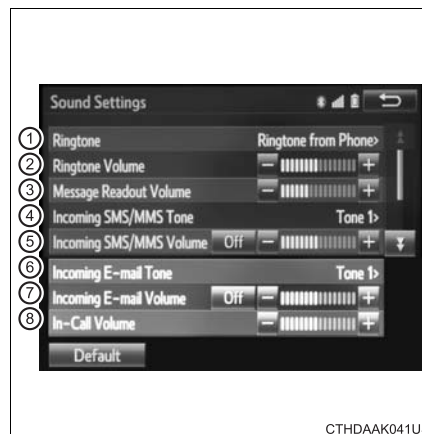 Sound Settings
1 Ringtone Ringtone from Phone>
2 Ringtone Volume − +
3 Message Readout Volume − +
4 Incoming SMS/MMS Tone Tone 1>
5 Incoming SMS/MMS Volume Off − +
6 Incoming E-mail Tone Tone 1>
7 Incoming E-mail Volume Off − +
8 In-Call Volume − +
Default
CTHDAAK041U